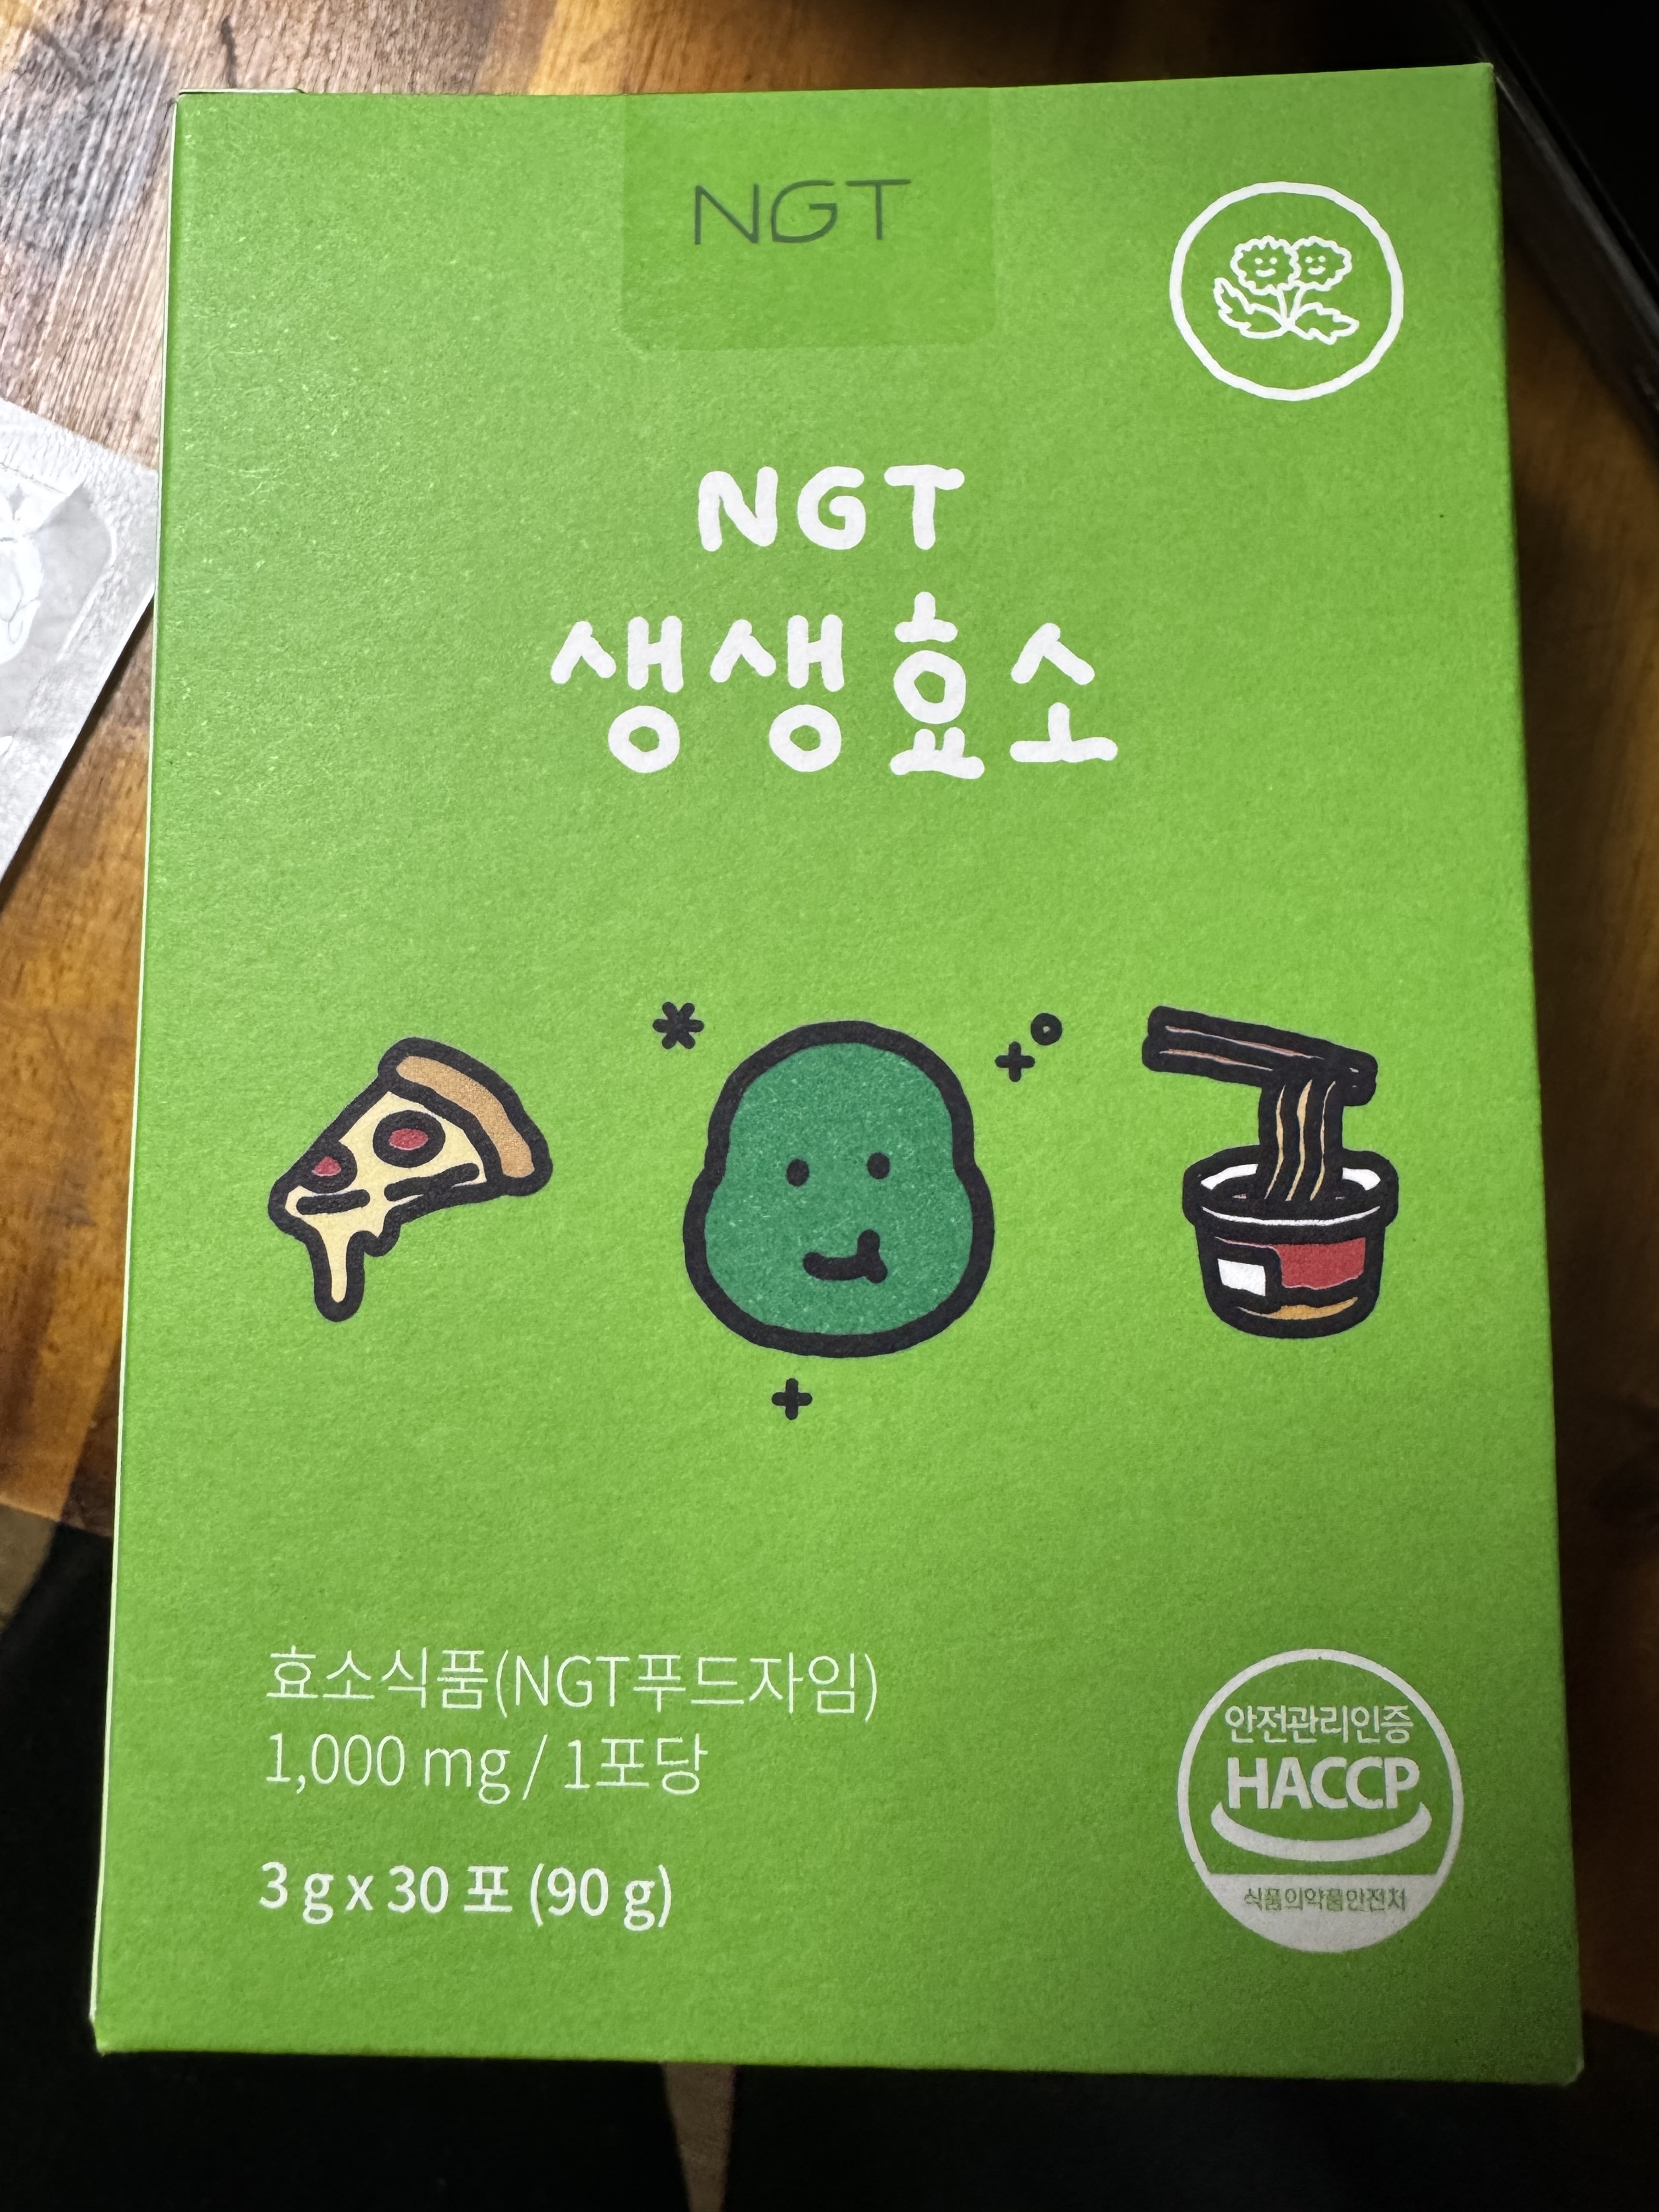 NGT
NGT
생생효소
효소식품(NGT푸드자임)
1,000 mg / 1포당
3 g x 30 포 (90 g)
안전관리인증
HACCP
식품의약품안전처